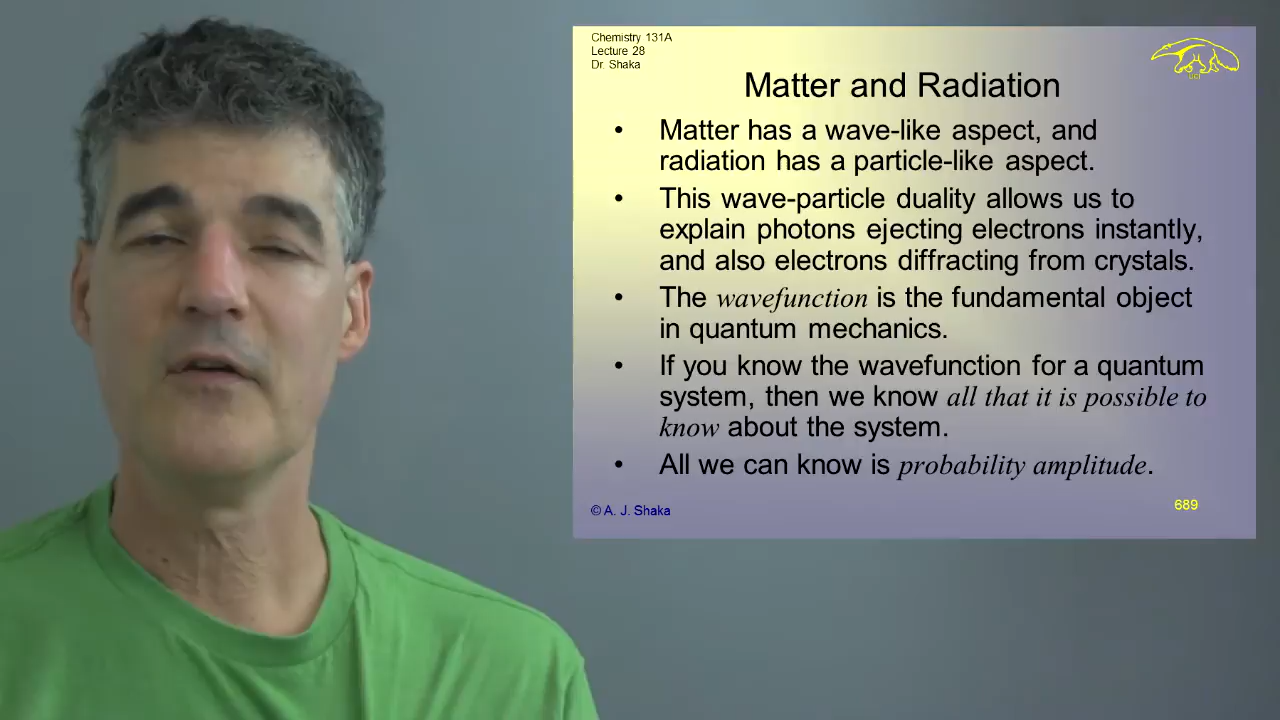 Chemistry 131A
Lecture 28
Dr. Shaka
UCI
Matter and Radiation
• Matter has a wave-like aspect, and
radiation has a particle-like aspect.
• This wave-particle duality allows us to
explain photons ejecting electrons instantly,
and also electrons diffracting from crystals.
• The wavefunction is the fundamental object
in quantum mechanics.
• If you know the wavefunction for a quantum
system, then we know all that it is possible to
know about the system.
• All we can know is probability amplitude.
© A. J. Shaka
689